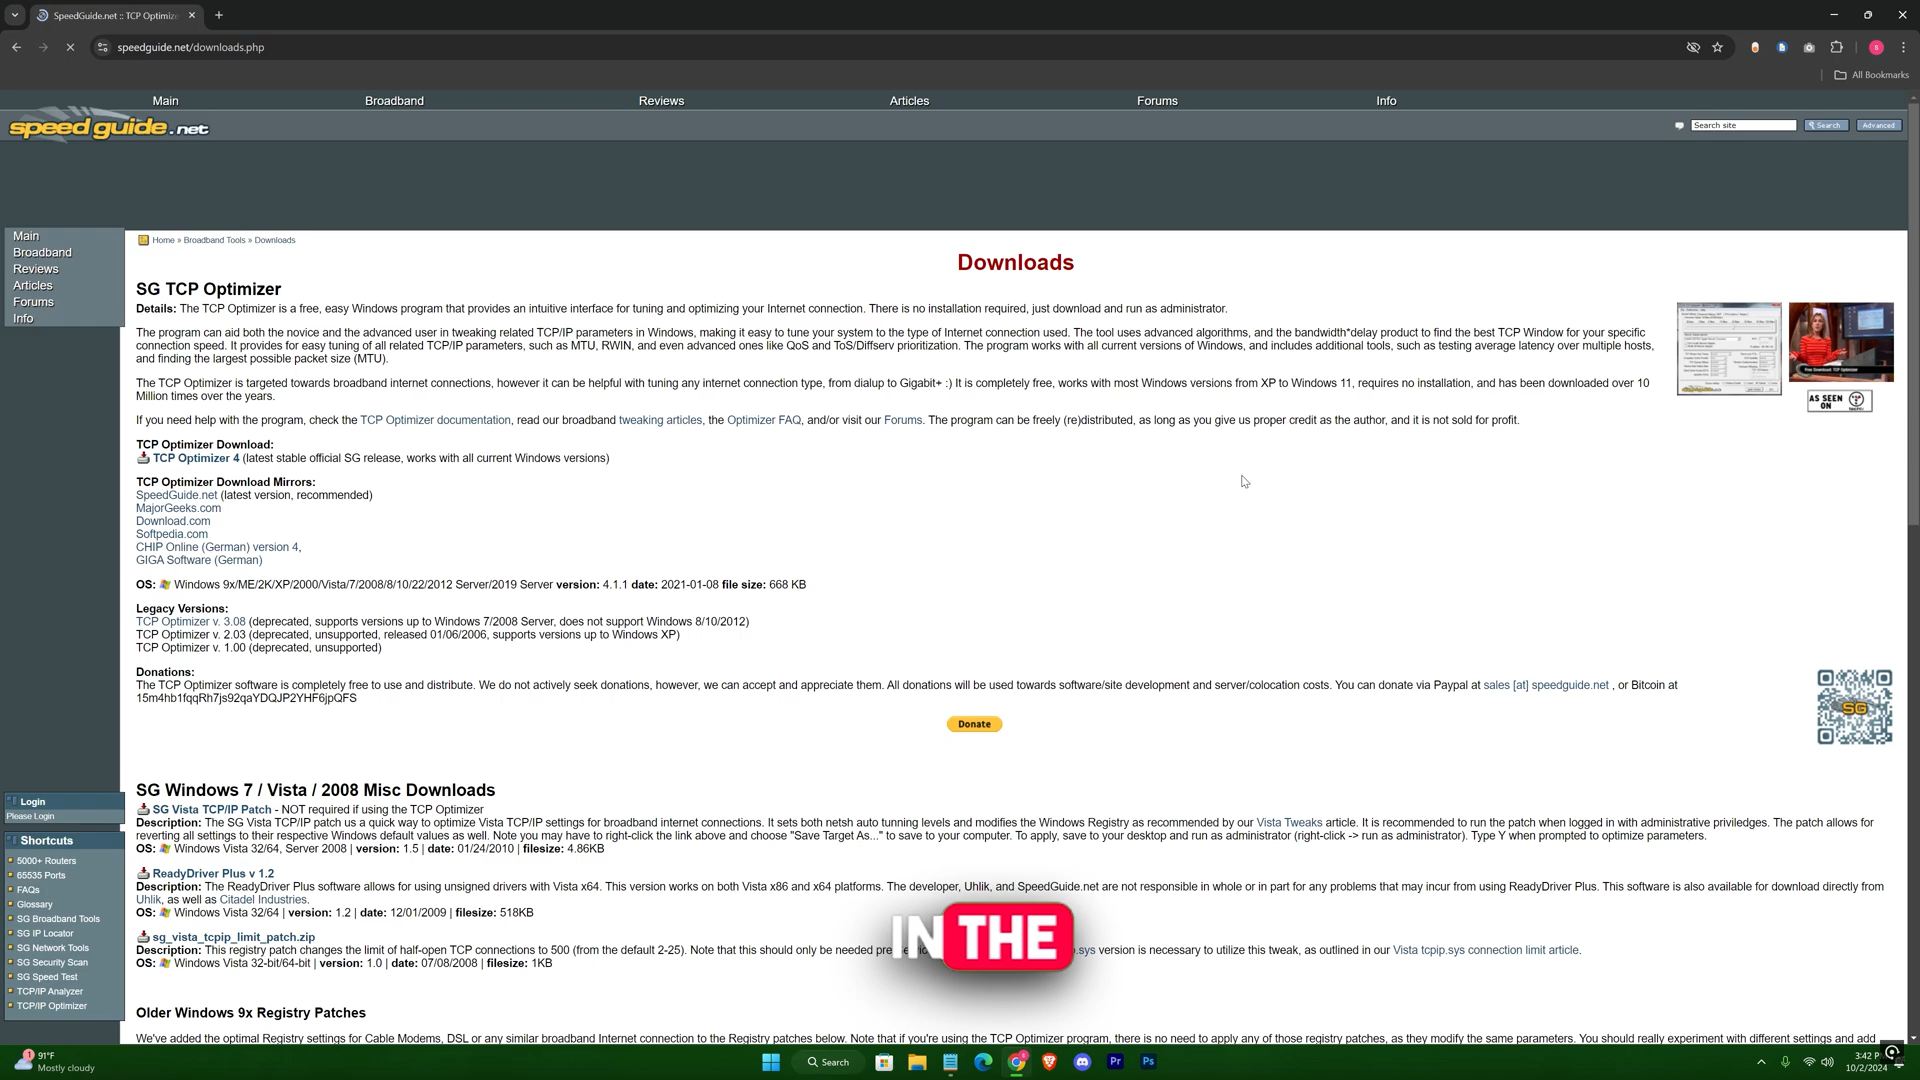 SpeedGuide.net :: TCP Optimize
speedguide.net/downloads.php
All Bookmarks
Main Broadband Reviews Articles Forums Info
speed guide.net
Search site Search Advanced
Main
Broadband
Reviews
Articles
Forums
Info
Home » Broadband Tools » Downloads
Downloads
SG TCP Optimizer
Details: The TCP Optimizer is a free, easy Windows program that provides an intuitive interface for tuning and optimizing your Internet connection. There is no installation required, just download and run as administrator.
The program can aid both the novice and the advanced user in tweaking related TCP/IP parameters in Windows, making it easy to tune your system to the type of Internet connection used. The tool uses advanced algorithms, and the bandwidth*delay product to find the best TCP Window for your specific
connection speed. It provides for easy tuning of all related TCP/IP parameters, such as MTU, RWIN, and even advanced ones like QoS and ToS/Diffserv prioritization. The program works with all current versions of Windows, and includes additional tools, such as testing average latency over multiple hosts,
and finding the largest possible packet size (MTU).
The TCP Optimizer is targeted towards broadband internet connections, however it can be helpful with tuning any internet connection type, from dialup to Gigabit+ :) It is completely free, works with most Windows versions from XP to Windows 11, requires no installation, and has been downloaded over 10
Million times over the years.
AS SEEN
ON
If you need help with the program, check the TCP Optimizer documentation, read our broadband tweaking articles, the Optimizer FAQ, and/or visit our Forums. The program can be freely (re)distributed, as long as you give us proper credit as the author, and it is not sold for profit.
TCP Optimizer Download:
TCP Optimizer 4 (latest stable official SG release, works with all current Windows versions)
TCP Optimizer Download Mirrors:
SpeedGuide.net (latest version, recommended)
MajorGeeks.com
Download.com
Softpedia.com
CHIP Online (German) version 4,
GIGA Software (German)
OS: Windows 9x/ME/2K/XP/2000/Vista/7/2008/8/10/22/2012 Server/2019 Server version: 4.1.1 date: 2021-01-08 file size: 668 KB
Legacy Versions:
TCP Optimizer v. 3.08 (deprecated, supports versions up to Windows 7/2008 Server, does not support Windows 8/10/2012)
TCP Optimizer v. 2.03 (deprecated, unsupported, released 01/06/2006, supports versions up to Windows XP)
TCP Optimizer v. 1.00 (deprecated, unsupported)
Donations:
The TCP Optimizer software is completely free to use and distribute. We do not actively seek donations, however, we can accept and appreciate them. All donations will be used towards software/site development and server/colocation costs. You can donate via Paypal at sales [at] speedguide.net , or Bitcoin at
15m4hb1fqqRh7js92qaYDQJP2YHF6jpQFS
SG
Donate
SG Windows 7 / Vista / 2008 Misc Downloads
SG Vista TCP/IP Patch - NOT required if using the TCP Optimizer
Description: The SG Vista TCP/IP patch us a quick way to optimize Vista TCP/IP settings for broadband internet connections. It sets both netsh auto tunning levels and modifies the Windows Registry as recommended by our Vista Tweaks article. It is recommended to run the patch when logged in with administrative priviledges. The patch allows for
reverting all settings to their respective Windows default values as well. Note you may have to right-click the link above and choose "Save Target As..." to save to your computer. To apply, save to your desktop and run as administrator (right-click -> run as administrator). Type Y when prompted to optimize parameters.
OS: Windows Vista 32/64, Server 2008 | version: 1.5 | date: 01/24/2010 | filesize: 4.86KB
ReadyDriver Plus v 1.2
Description: The ReadyDriver Plus software allows for using unsigned drivers with Vista x64. This version works on both Vista x86 and x64 platforms. The developer, Uhlik, and SpeedGuide.net are not responsible in whole or in part for any problems that may incur from using ReadyDriver Plus. This software is also available for download directly from
Uhlik, as well as Citadel Industries.
OS: Windows Vista 32/64 | version: 1.2 | date: 12/01/2009 | filesize: 518KB
sg_vista_tcpip_limit_patch.zip
Description: This registry patch changes the limit of half-open TCP connections to 500 (from the default 2-25). Note that this should only be needed version is necessary to utilize this tweak, as outlined in our Vista tcpip.sys connection limit article.
OS: Windows Vista 32-bit/64-bit | version: 1.0 | date: 07/08/2008 | filesize: 1KB
Older Windows 9x Registry Patches
We've added the optimal Registry settings for Cable Modems, DSL or any similar broadband Internet connection to the Registry patches below. Note that if you're using the TCP Optimizer program, there is no need to apply any of those registry patches, as they modify the same parameters. You should really experiment with different settings and add
Login
Please Login
Shortcuts
5000+ Routers
65535 Ports
FAQs
Glossary
SG Broadband Tools
SG IP Locator
SG Network Tools
SG Security Scan
SG Speed Test
TCP/IP Analyzer
TCP/IP Optimizer
IN THE
1 91°F
Mostly cloudy
Search
Pr
Ps
3:42 P
10/2/2024